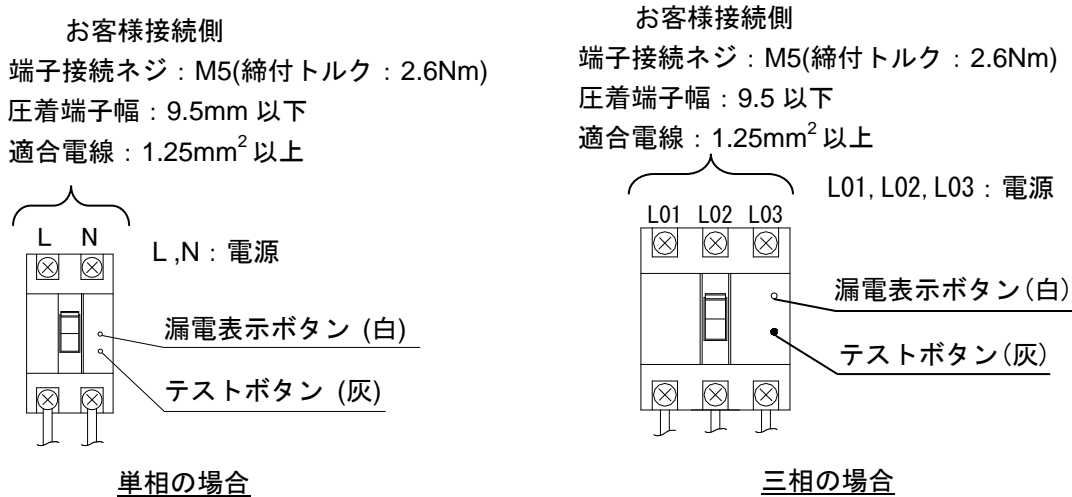 お客様接続側
端子接続ネジ：M5(締付トルク：2.6Nm)
圧着端子幅：9.5mm 以下
適合電線：1.25mm² 以上
L N
L ,N：電源
漏電表示ボタン (白)
テストボタン (灰)
単相の場合
お客様接続側
端子接続ネジ：M5(締付トルク：2.6Nm)
圧着端子幅：9.5 以下
適合電線：1.25mm² 以上
L01, L02, L03：電源
L01 L02 L03
漏電表示ボタン(白)
テストボタン(灰)
三相の場合